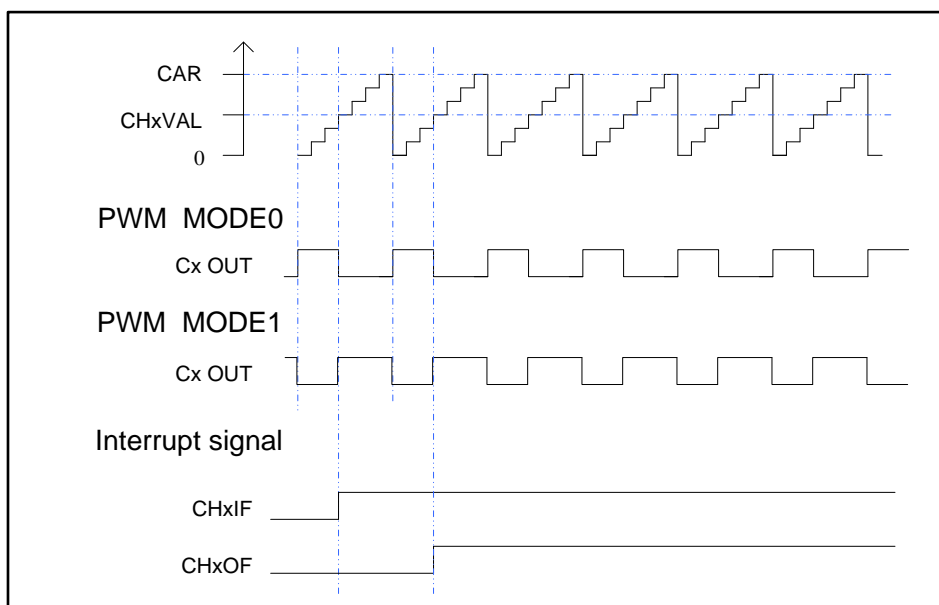 CAR
CHxVAL
0
PWM MODE0
Cx OUT
PWM MODE1
Cx OUT
Interrupt signal
CHxIF
CHxOF